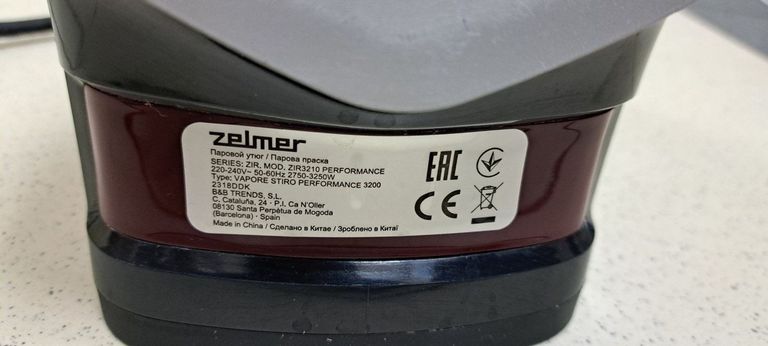 zelmer
Паровой утюг / Парова праска
SERIES: ZIR. MOD. ZIR3210 PERFORMANCE
220-240V~ 50-60Hz 2750-3250W
Type: VAPORE STIRO PERFORMANCE 3200
2318DDK
B&B TRENDS, S.L.
C. Cataluña, 24 - P.I. Ca N'Oller
08130 Santa Perpètua de Mogoda
(Barcelona) - Spain
Made in China / Сделано в Китае / Зроблено в Китаї
EAC
CE